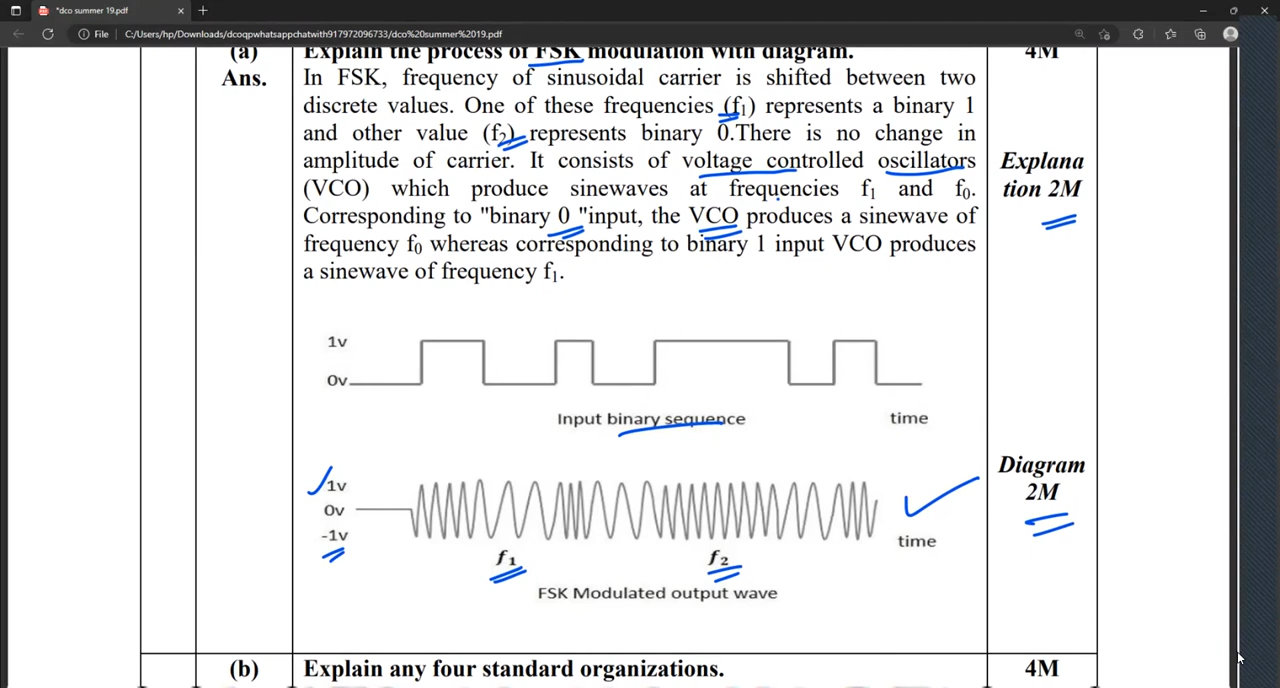 *dco summer 19.pdf
File
C:/Users/hp/Downloads/dcoqpwhatsappchatwith917972096733/dco%20summer%2019.pdf
(a) Explain the process of FSK modulation with diagram. 4M
Ans. In FSK, frequency of sinusoidal carrier is shifted between two
discrete values. One of these frequencies (f₁) represents a binary 1
and other value (f₂) represents binary 0.There is no change in
amplitude of carrier. It consists of voltage controlled oscillators
(VCO) which produce sinewaves at frequencies f₁ and f₀.
Corresponding to "binary 0 "input, the VCO produces a sinewave of
frequency f₀ whereas corresponding to binary 1 input VCO produces
a sinewave of frequency f₁.
Explana
tion 2M
1v
0v
Input binary sequence time
1v
0v
-1v
time
f₁ f₂
FSK Modulated output wave
Diagram
2M
(b) Explain any four standard organizations. 4M